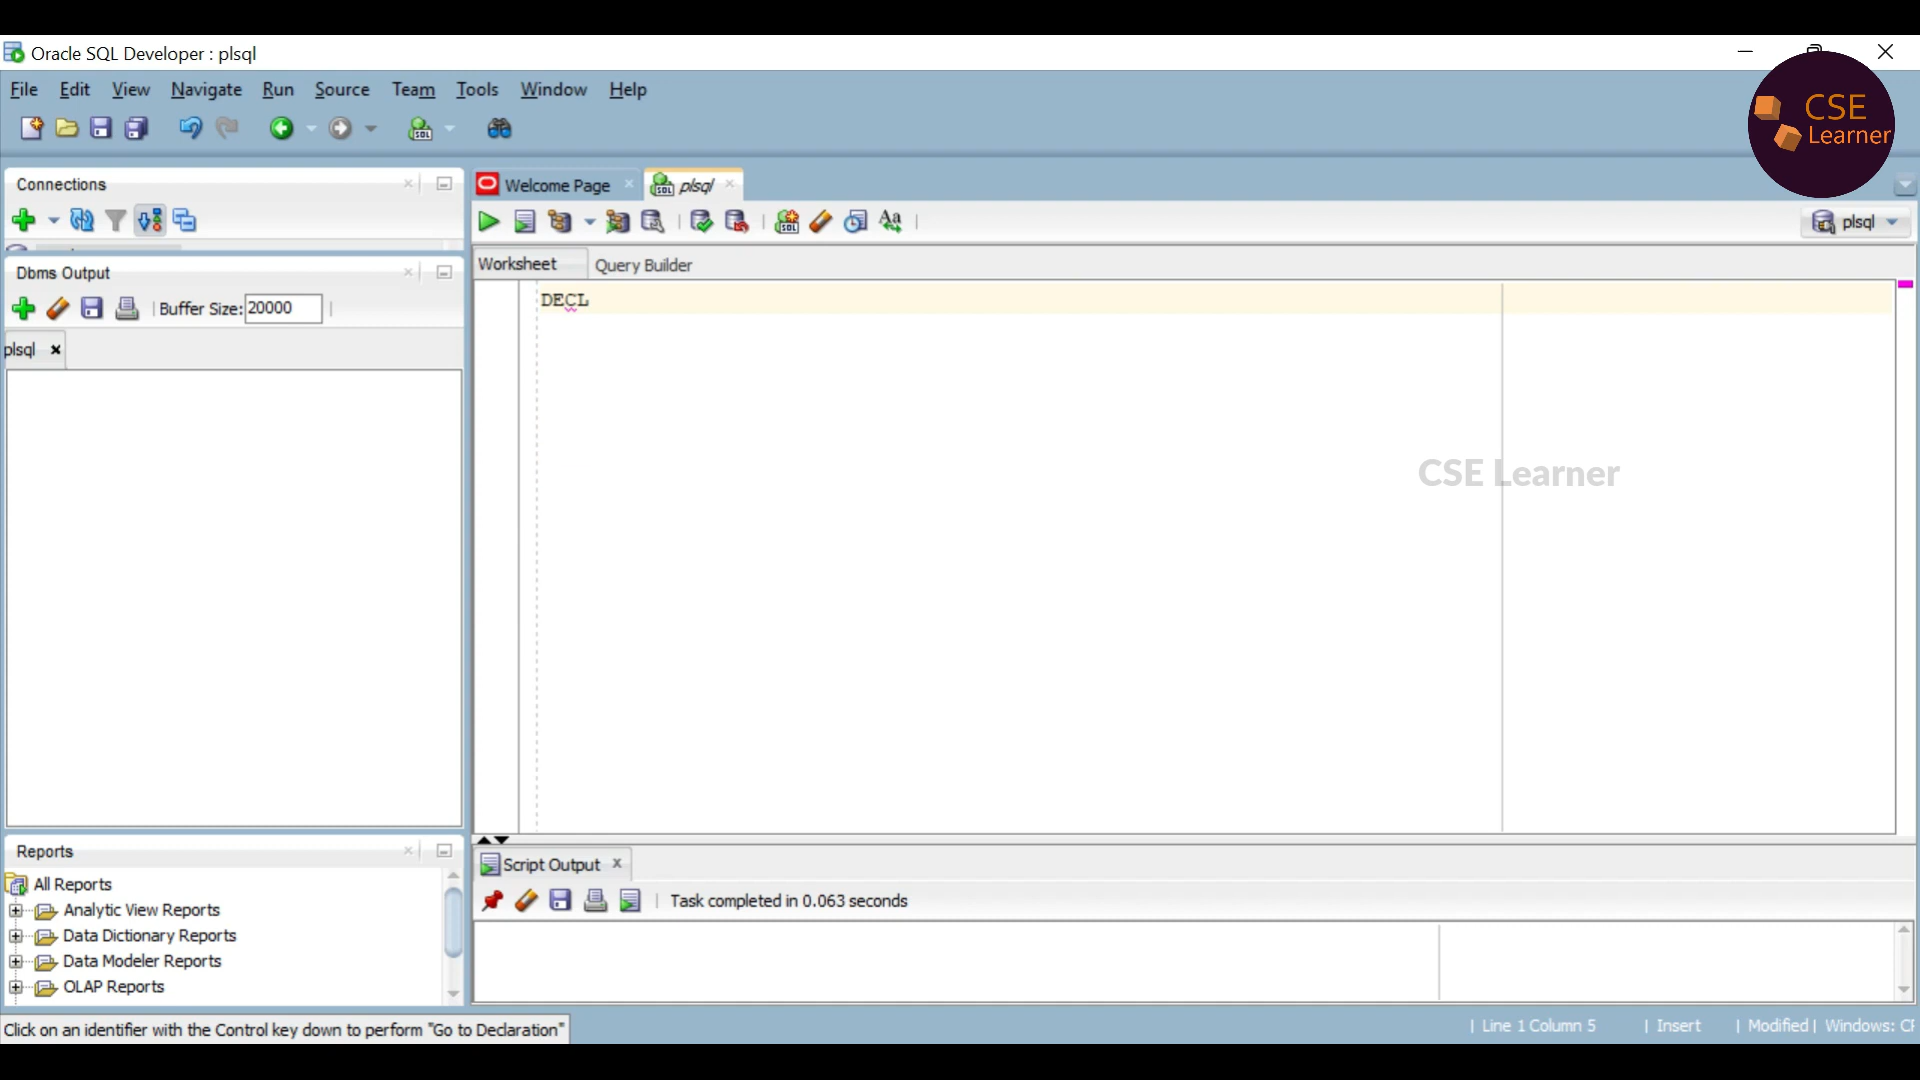 Oracle SQL Developer : plsql
File Edit View Navigate Run Source Team Tools Window Help
CSE
Learner
Connections
Welcome Page
plsql
plsql
Dbms Output
Worksheet
Query Builder
Buffer Size: 20000
DECL
plsql
CSE Learner
Reports
Script Output
All Reports
Task completed in 0.063 seconds
Analytic View Reports
Data Dictionary Reports
Data Modeler Reports
OLAP Reports
Click on an identifier with the Control key down to perform "Go to Declaration"
| Line 1 Column 5 | Insert | Modified | Windows: CF